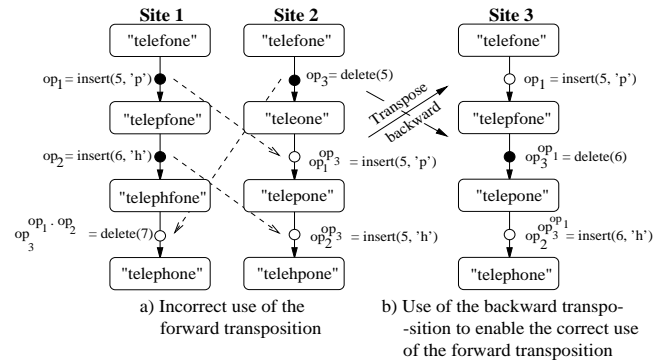 Site 1 Site 2 Site 3
"telefone" "telefone" "telefone"
op1= insert(5, 'p') op3= delete(5) op1= insert(5, 'p')
Transpose
backward
"telepfone" "teleone" "telepfone"
op2= insert(6, 'h') op1^op3 = insert(5, 'p') op3^op1 = delete(6)
"telephfone" "telepone" "telepone"
op3^op1 . op2 = delete(7) op2^op3 = insert(5, 'h') op2^op3^op1 = insert(6, 'h')
"telephone" "telehpone" "telephone"
a) Incorrect use of the
forward transposition
b) Use of the backward transpo-
-sition to enable the correct use
of the forward transposition